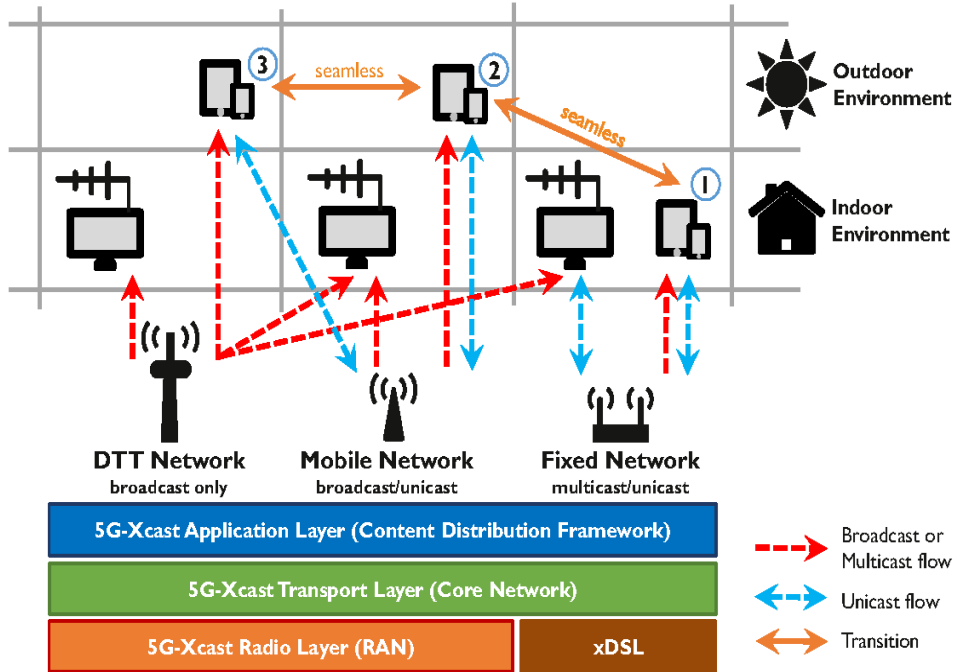 3
seamless
2
Outdoor
Environment
seamless
1
Indoor
Environment
DTT Network
broadcast only
Mobile Network
broadcast/unicast
Fixed Network
multicast/unicast
5G-Xcast Application Layer (Content Distribution Framework)
5G-Xcast Transport Layer (Core Network)
5G-Xcast Radio Layer (RAN)
xDSL
Broadcast or
Multicast flow
Unicast flow
Transition